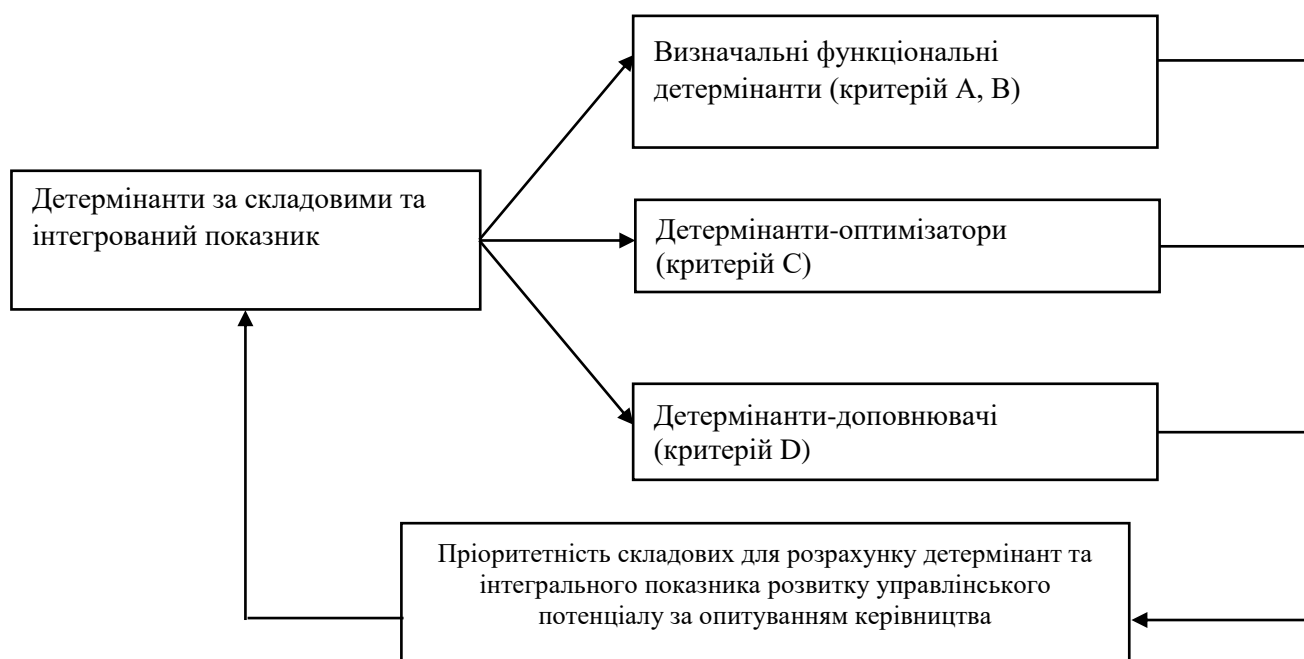 Визначальні функціональні
детермінанти (критерій А, В)
Детермінанти за складовими та
інтегрований показник
Детермінанти-оптимізатори
(критерій С)
Детермінанти-доповнювачі
(критерій D)
Пріоритетність складових для розрахунку детермінант та
інтегрального показника розвитку управлінського
потенціалу за опитуванням керівництва